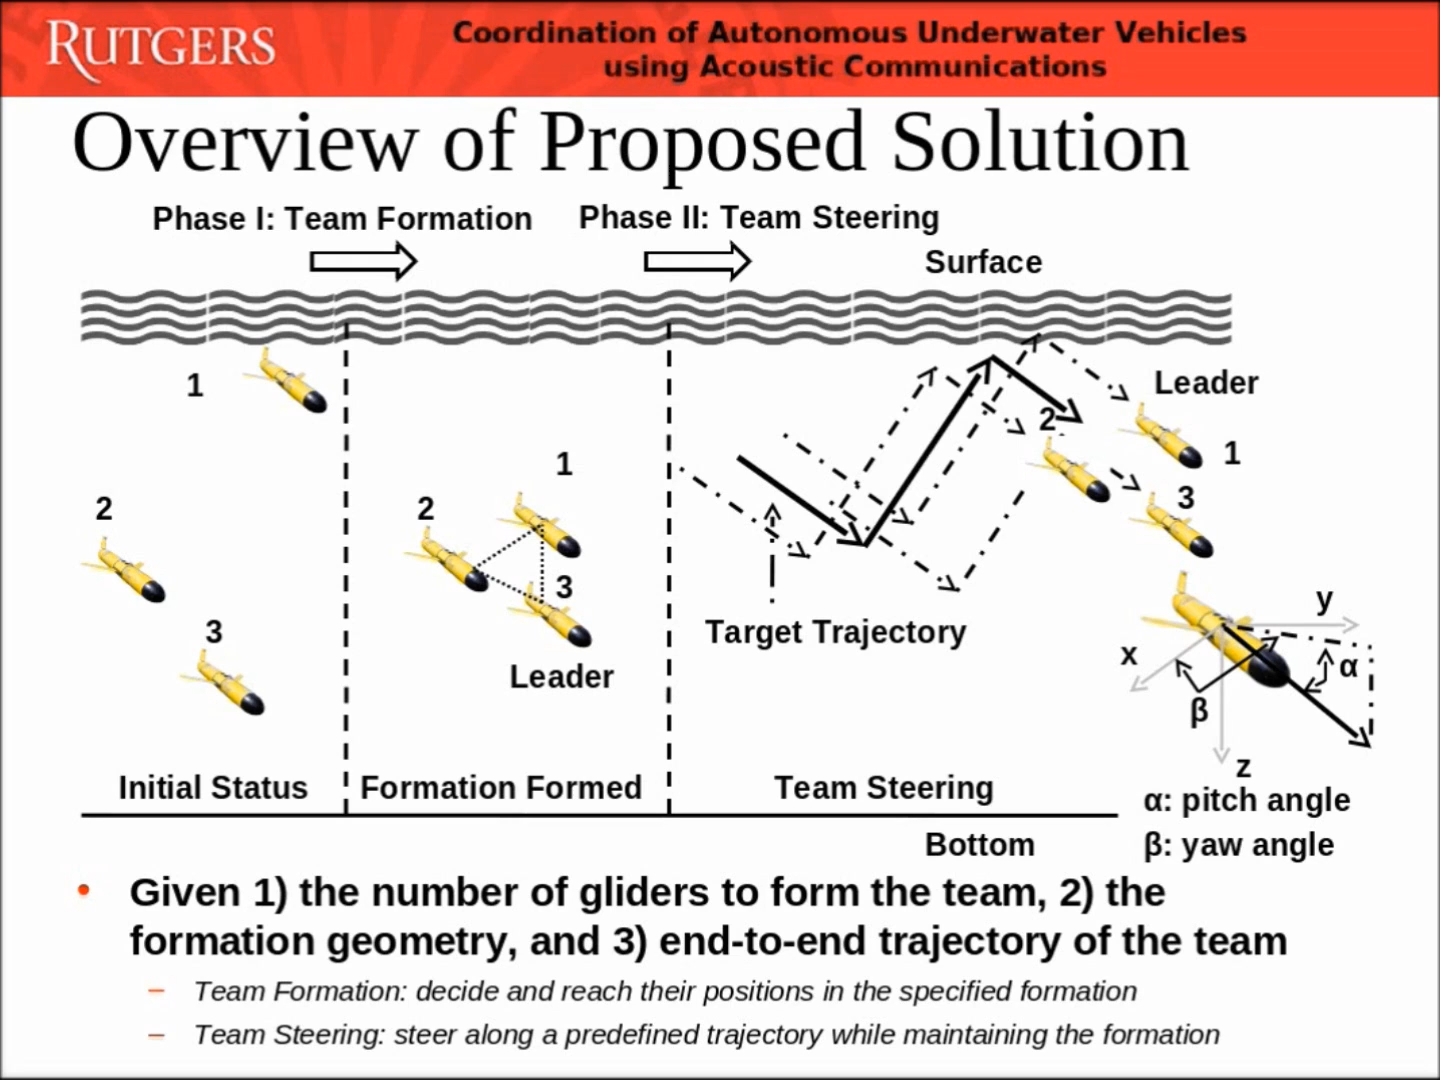 RUTGERS
Coordination of Autonomous Underwater Vehicles
using Acoustic Communications
Overview of Proposed Solution
Phase I: Team Formation
Phase II: Team Steering
Surface
1
2
3
Initial Status
1
2
3
Leader
Formation Formed
Target Trajectory
2
Leader
1
3
Team Steering
Bottom
y
x
α
β
z
α: pitch angle
β: yaw angle
• Given 1) the number of gliders to form the team, 2) the
formation geometry, and 3) end-to-end trajectory of the team
– Team Formation: decide and reach their positions in the specified formation
– Team Steering: steer along a predefined trajectory while maintaining the formation